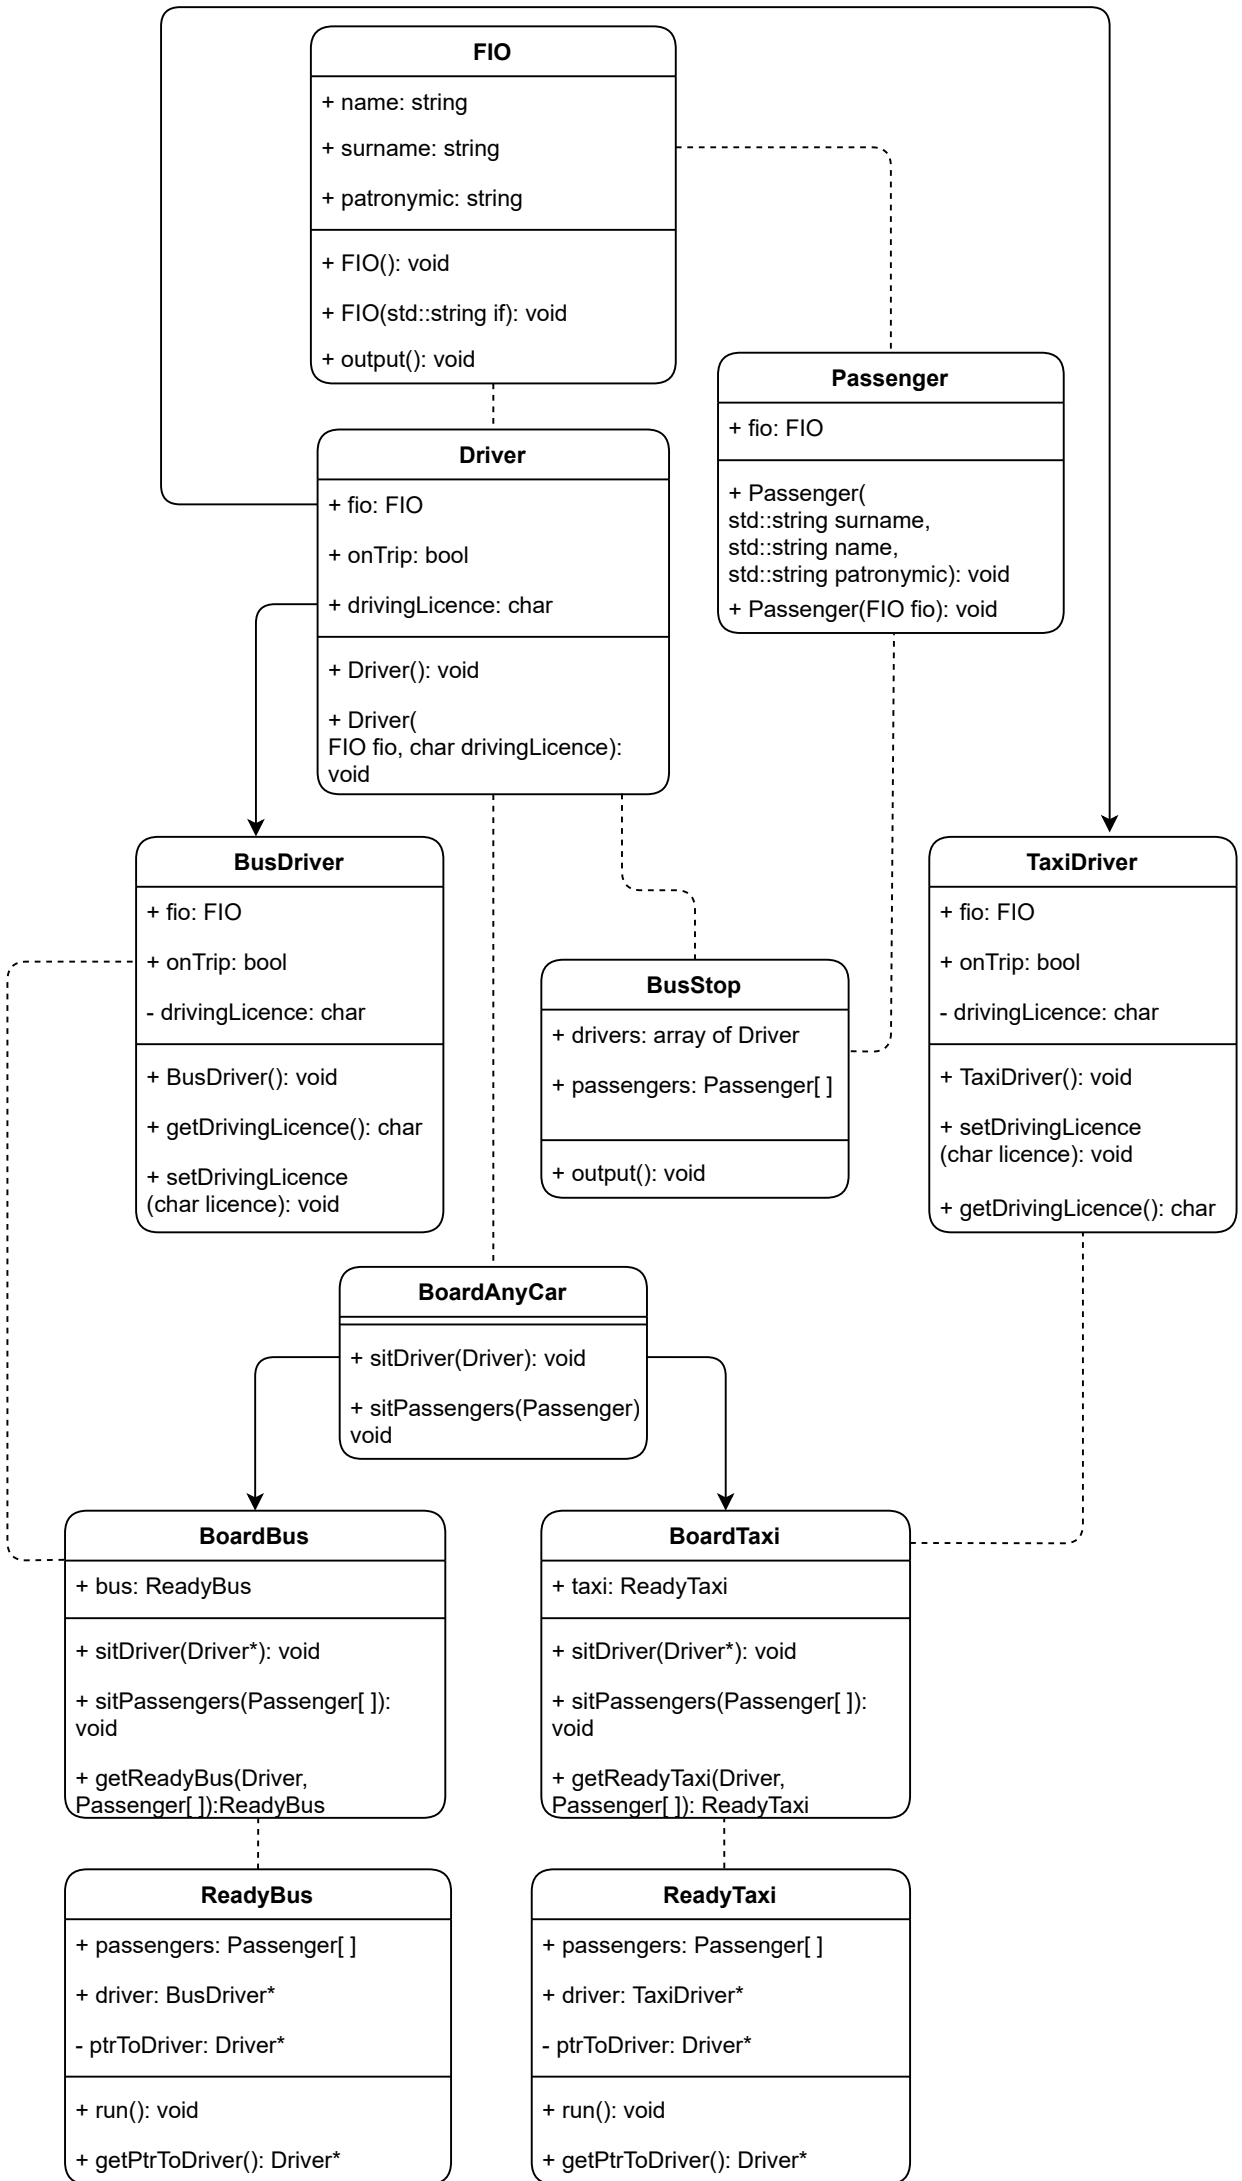 FIO
+ name: string
+ surname: string
+ patronymic: string
+ FIO(): void
+ FIO(std::string if): void
+ output(): void
Passenger
+ fio: FIO
+ Passenger(
std::string surname,
std::string name,
std::string patronymic): void
+ Passenger(FIO fio): void
Driver
+ fio: FIO
+ onTrip: bool
+ drivingLicence: char
+ Driver(): void
+ Driver(
FIO fio, char drivingLicence):
void
BusDriver
+ fio: FIO
+ onTrip: bool
- drivingLicence: char
+ BusDriver(): void
+ getDrivingLicence(): char
+ setDrivingLicence
(char licence): void
BusStop
+ drivers: array of Driver
+ passengers: Passenger[ ]
+ output(): void
TaxiDriver
+ fio: FIO
+ onTrip: bool
- drivingLicence: char
+ TaxiDriver(): void
+ setDrivingLicence
(char licence): void
+ getDrivingLicence(): char
BoardAnyCar
+ sitDriver(Driver): void
+ sitPassengers(Passenger)
void
BoardBus
+ bus: ReadyBus
+ sitDriver(Driver*): void
+ sitPassengers(Passenger[ ]):
void
+ getReadyBus(Driver,
Passenger[ ]):ReadyBus
BoardTaxi
+ taxi: ReadyTaxi
+ sitDriver(Driver*): void
+ sitPassengers(Passenger[ ]):
void
+ getReadyTaxi(Driver,
Passenger[ ]): ReadyTaxi
ReadyBus
+ passengers: Passenger[ ]
+ driver: BusDriver*
- ptrToDriver: Driver*
+ run(): void
+ getPtrToDriver(): Driver*
ReadyTaxi
+ passengers: Passenger[ ]
+ driver: TaxiDriver*
- ptrToDriver: Driver*
+ run(): void
+ getPtrToDriver(): Driver*